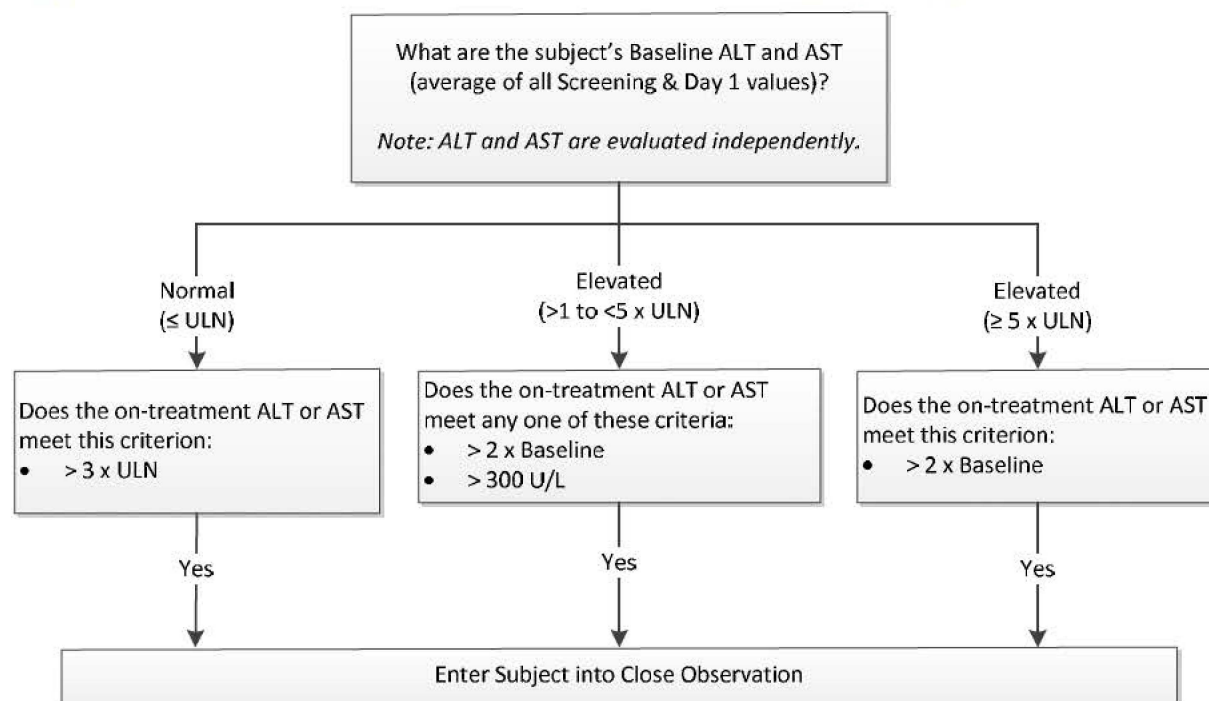 What are the subject’s Baseline ALT and AST
(average of all Screening & Day 1 values)?
Note: ALT and AST are evaluated independently.
Normal
(≤ ULN)
Elevated
(>1 to <5 x ULN)
Elevated
(≥ 5 x ULN)
Does the on-treatment ALT or AST
meet this criterion:
• > 3 x ULN
Does the on-treatment ALT or AST
meet any one of these criteria:
• > 2 x Baseline
• > 300 U/L
Does the on-treatment ALT or AST
meet this criterion:
• > 2 x Baseline
Yes
Yes
Yes
Enter Subject into Close Observation